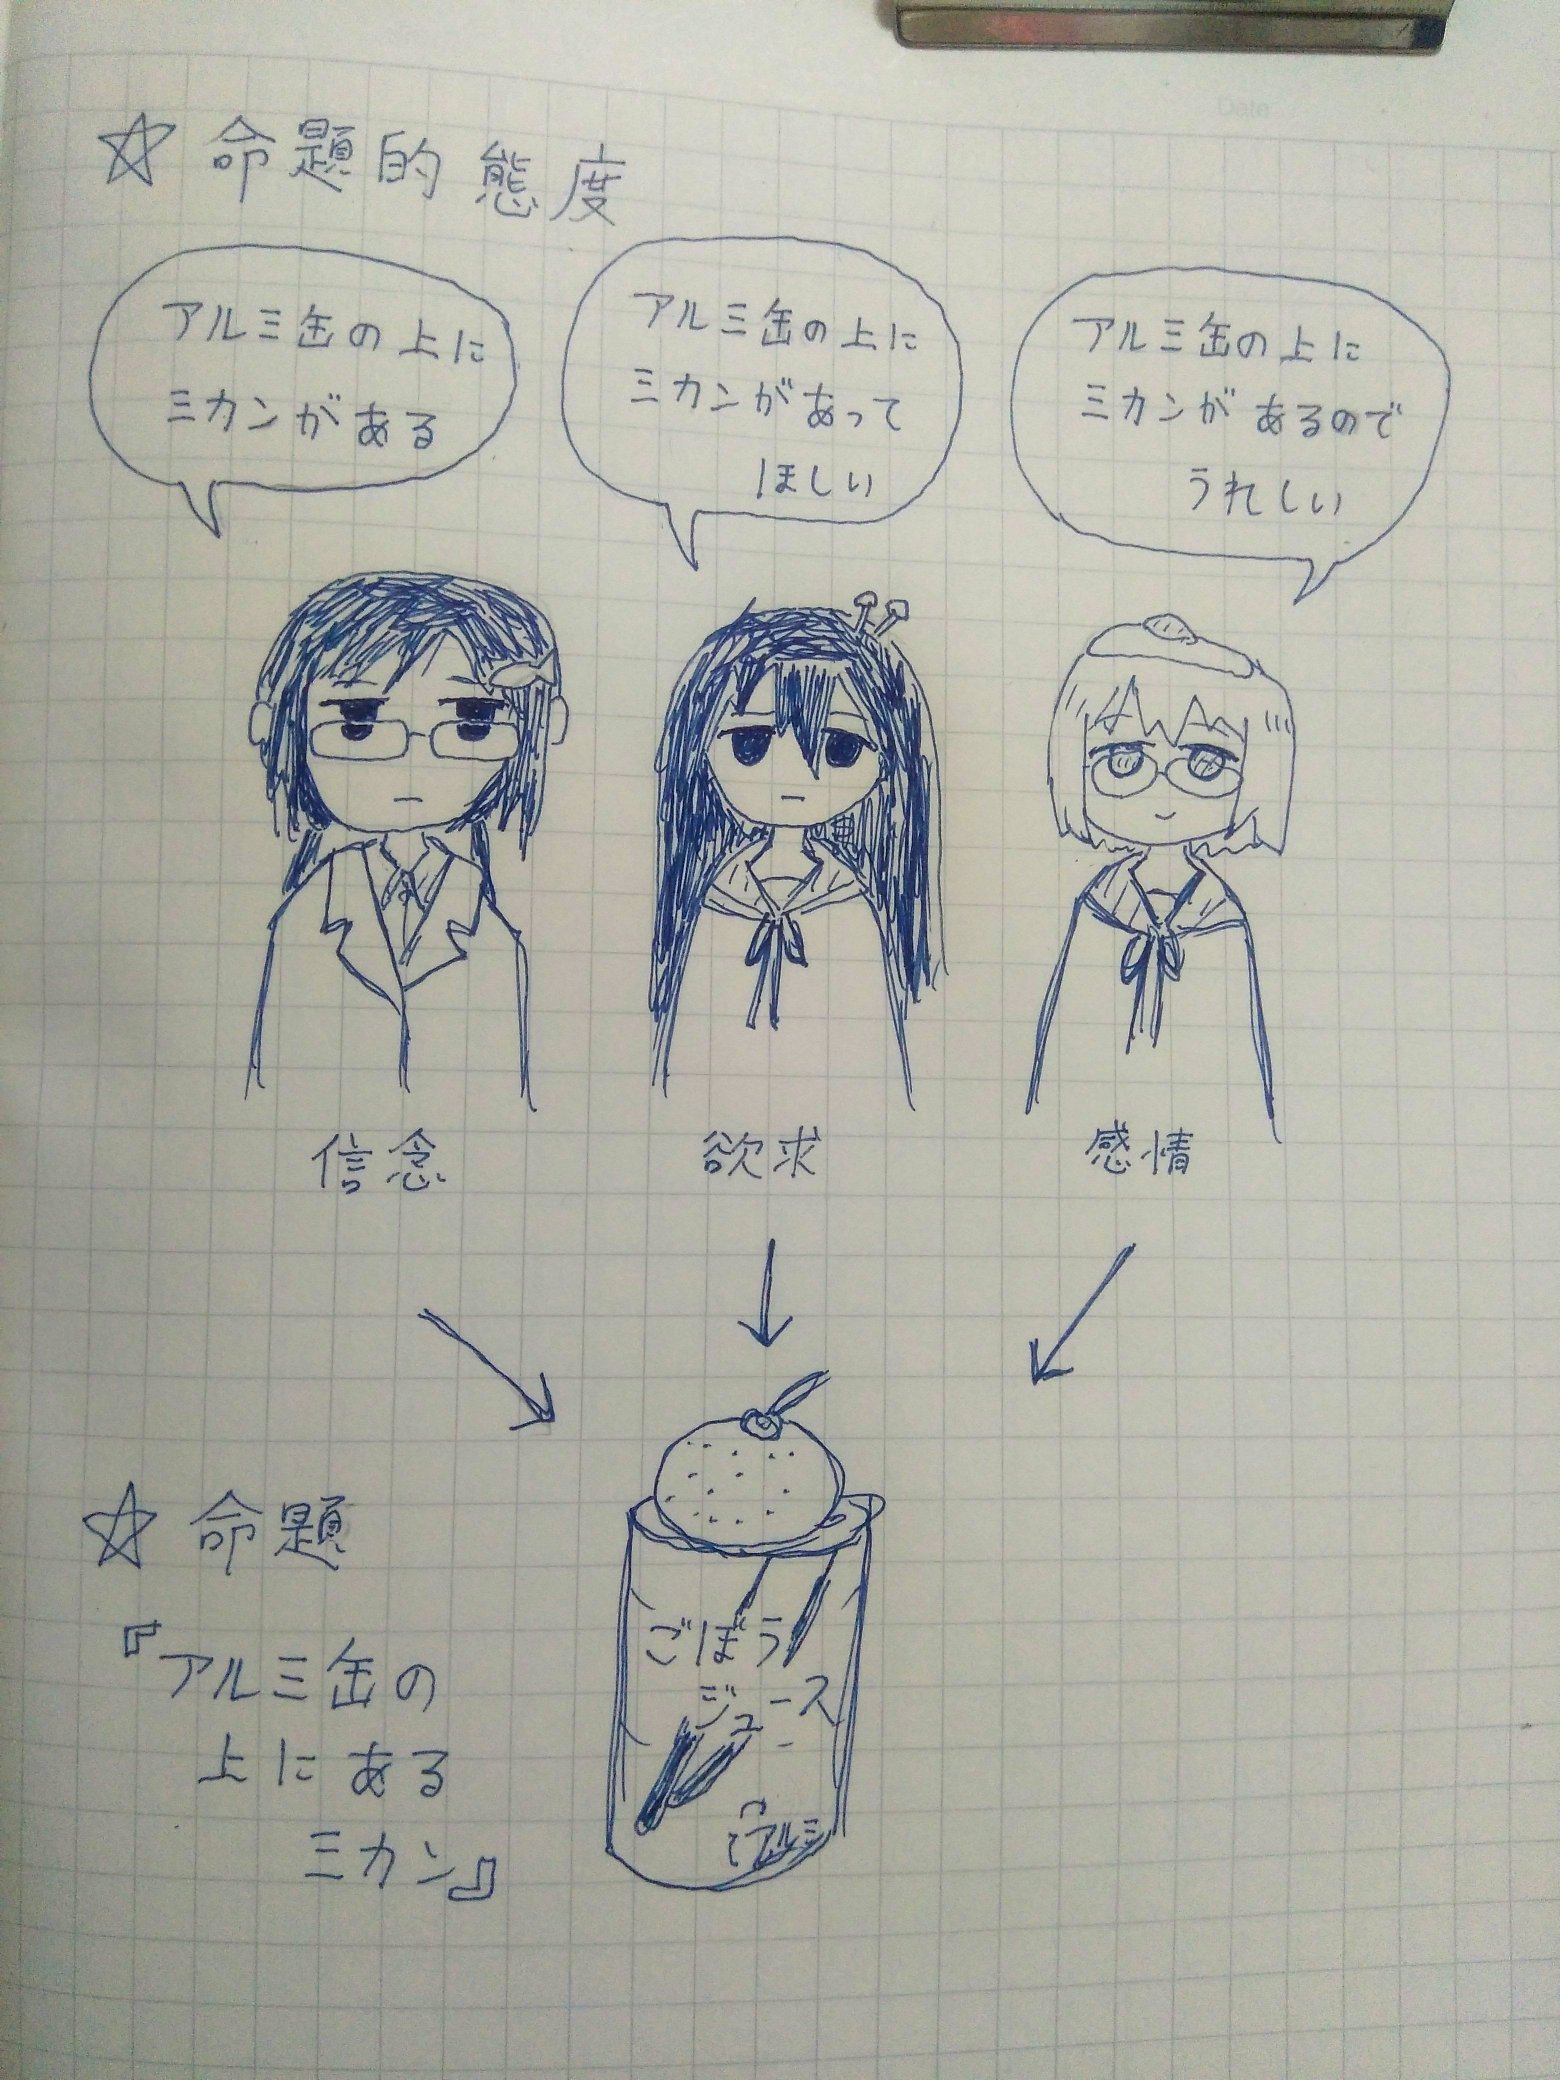 ☆ 命題的態度
アルミ缶の上に
ミカンがある
アルミ缶の上に
ミカンがあって
ほしい
アルミ缶の上に
ミカンがあるので
うれしい
信念
欲求
感情
☆ 命題
『アルミ缶の
上にある
ミカン』
ごぼう
ジュース
アルミ
Date